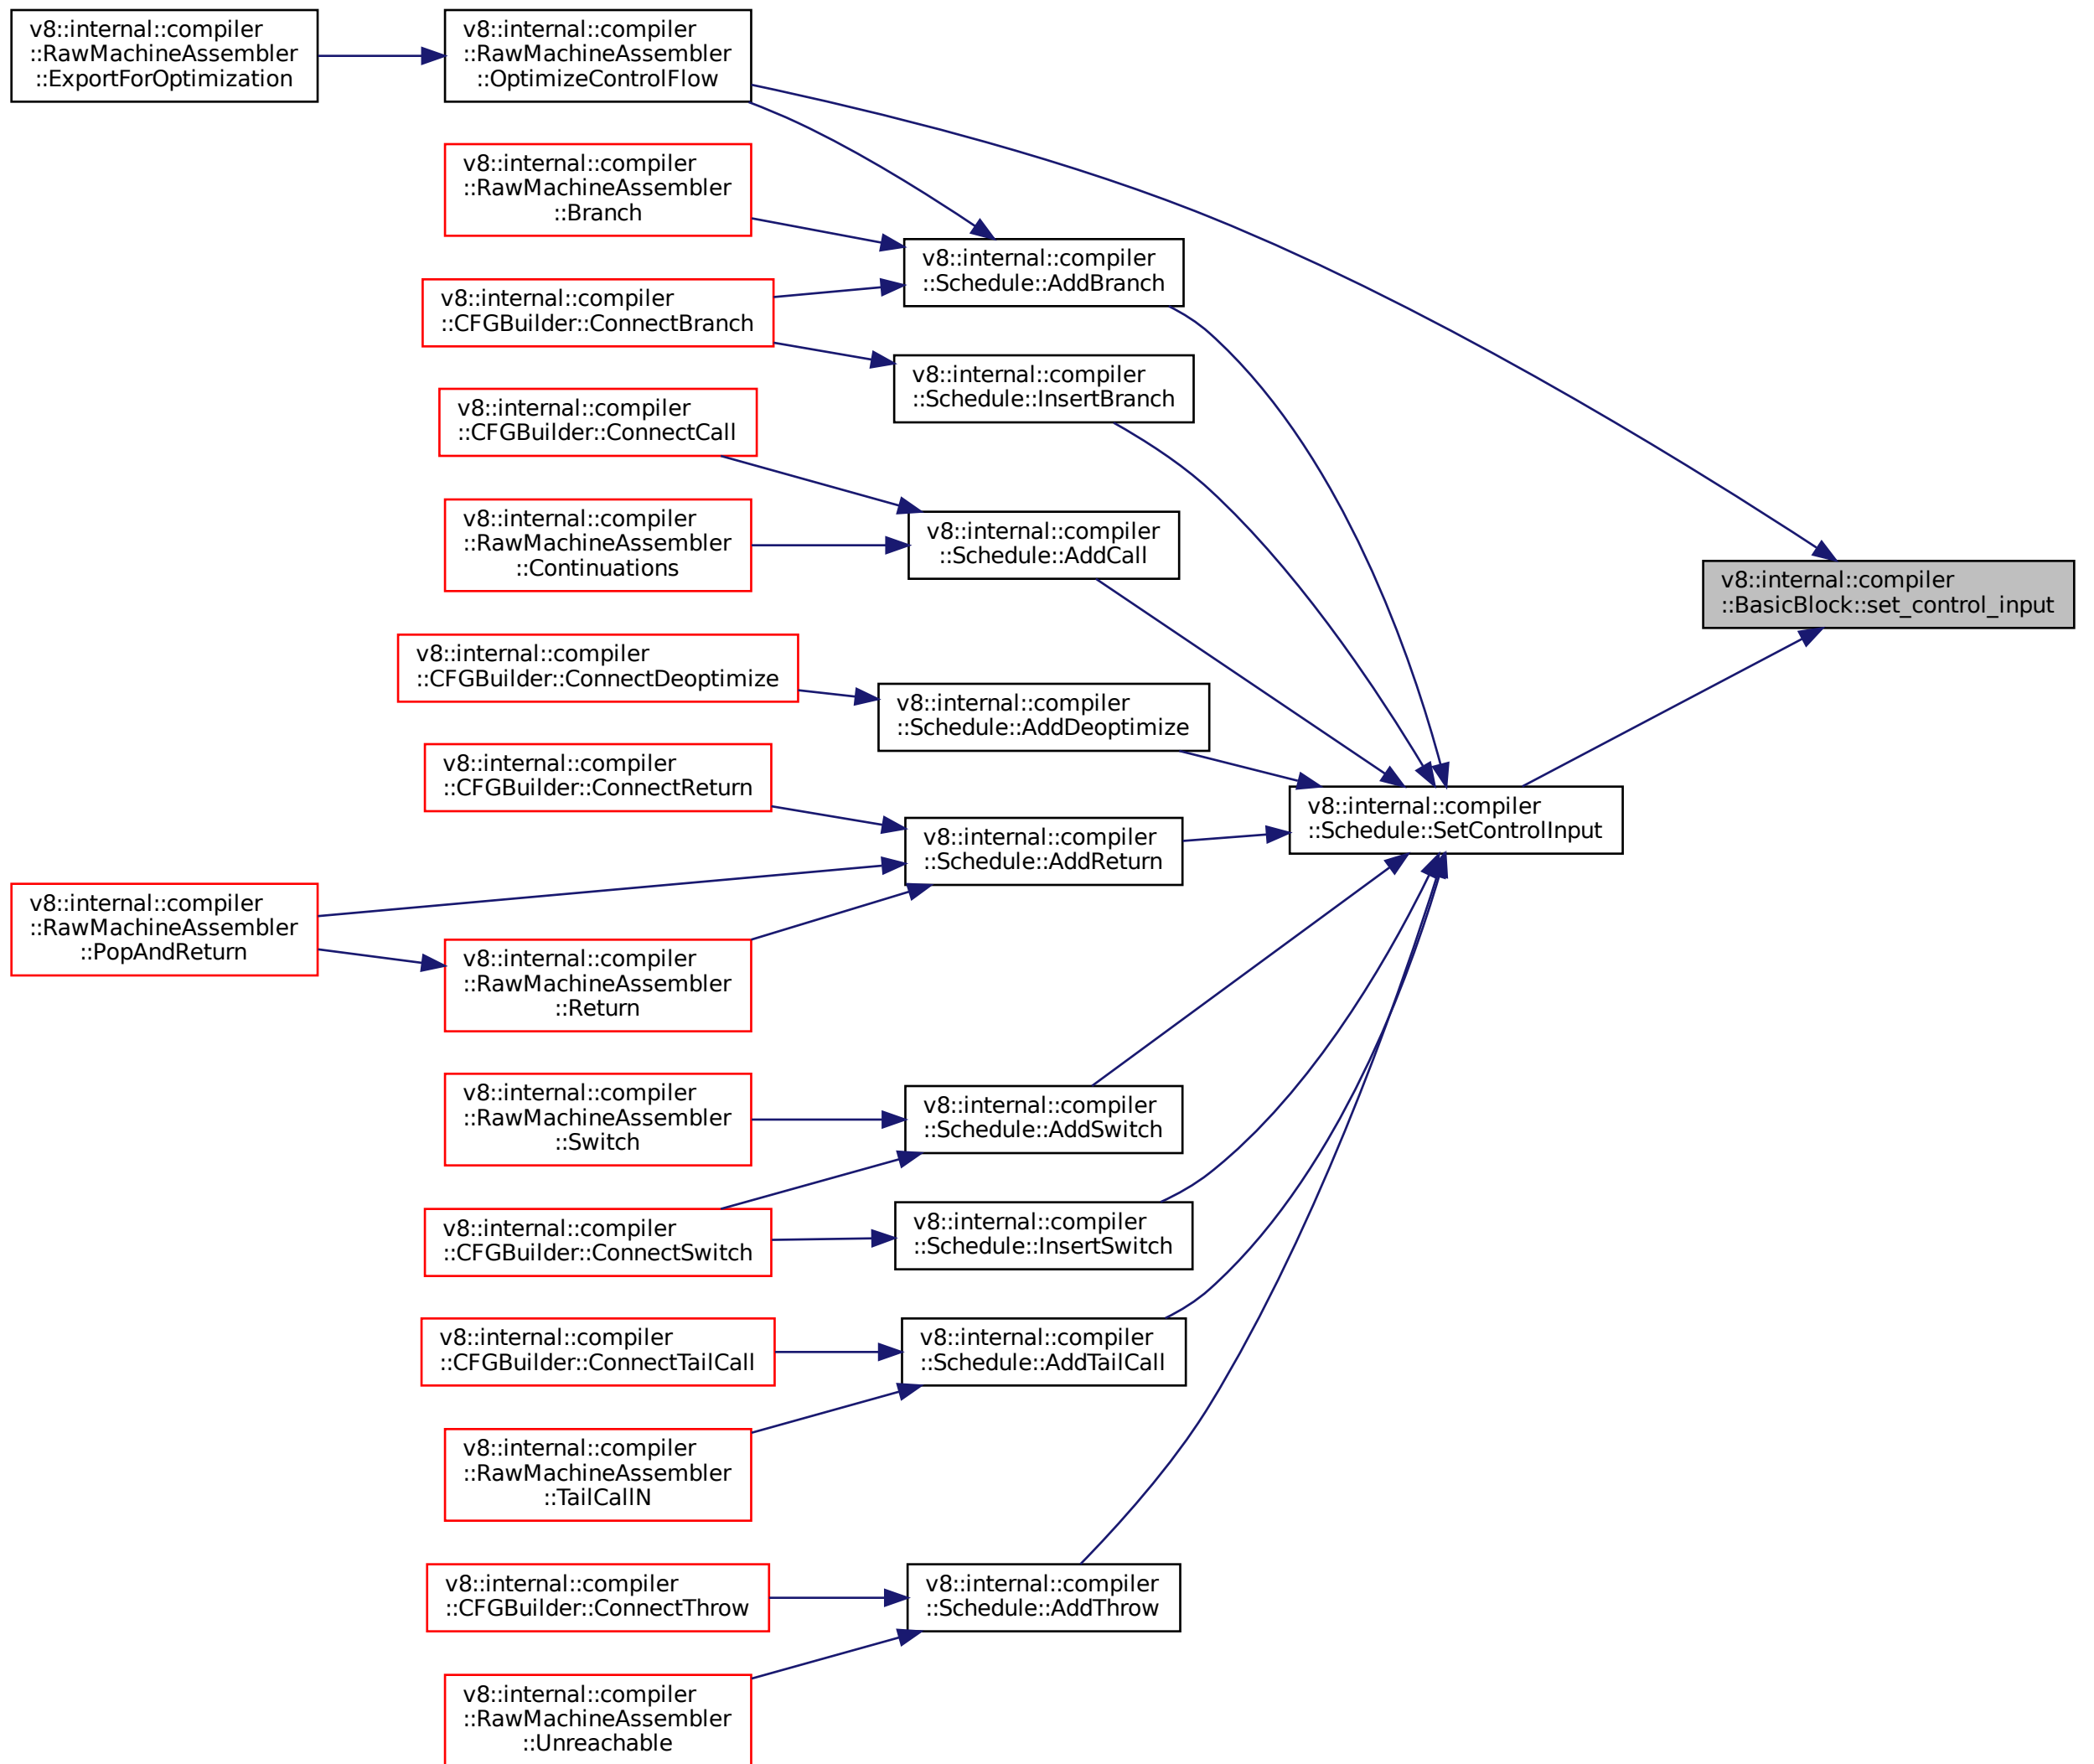 v8::internal::compiler
::RawMachineAssembler
::ExportForOptimization
v8::internal::compiler
::RawMachineAssembler
::OptimizeControlFlow
v8::internal::compiler
::RawMachineAssembler
::Branch
v8::internal::compiler
::Schedule::AddBranch
v8::internal::compiler
::CFGBuilder::ConnectBranch
v8::internal::compiler
::Schedule::InsertBranch
v8::internal::compiler
::CFGBuilder::ConnectCall
v8::internal::compiler
::RawMachineAssembler
::Continuations
v8::internal::compiler
::Schedule::AddCall
v8::internal::compiler
::BasicBlock::set_control_input
v8::internal::compiler
::CFGBuilder::ConnectDeoptimize
v8::internal::compiler
::Schedule::AddDeoptimize
v8::internal::compiler
::CFGBuilder::ConnectReturn
v8::internal::compiler
::Schedule::AddReturn
v8::internal::compiler
::Schedule::SetControlInput
v8::internal::compiler
::RawMachineAssembler
::PopAndReturn
v8::internal::compiler
::RawMachineAssembler
::Return
v8::internal::compiler
::RawMachineAssembler
::Switch
v8::internal::compiler
::Schedule::AddSwitch
v8::internal::compiler
::CFGBuilder::ConnectSwitch
v8::internal::compiler
::Schedule::InsertSwitch
v8::internal::compiler
::CFGBuilder::ConnectTailCall
v8::internal::compiler
::Schedule::AddTailCall
v8::internal::compiler
::RawMachineAssembler
::TailCallN
v8::internal::compiler
::CFGBuilder::ConnectThrow
v8::internal::compiler
::Schedule::AddThrow
v8::internal::compiler
::RawMachineAssembler
::Unreachable